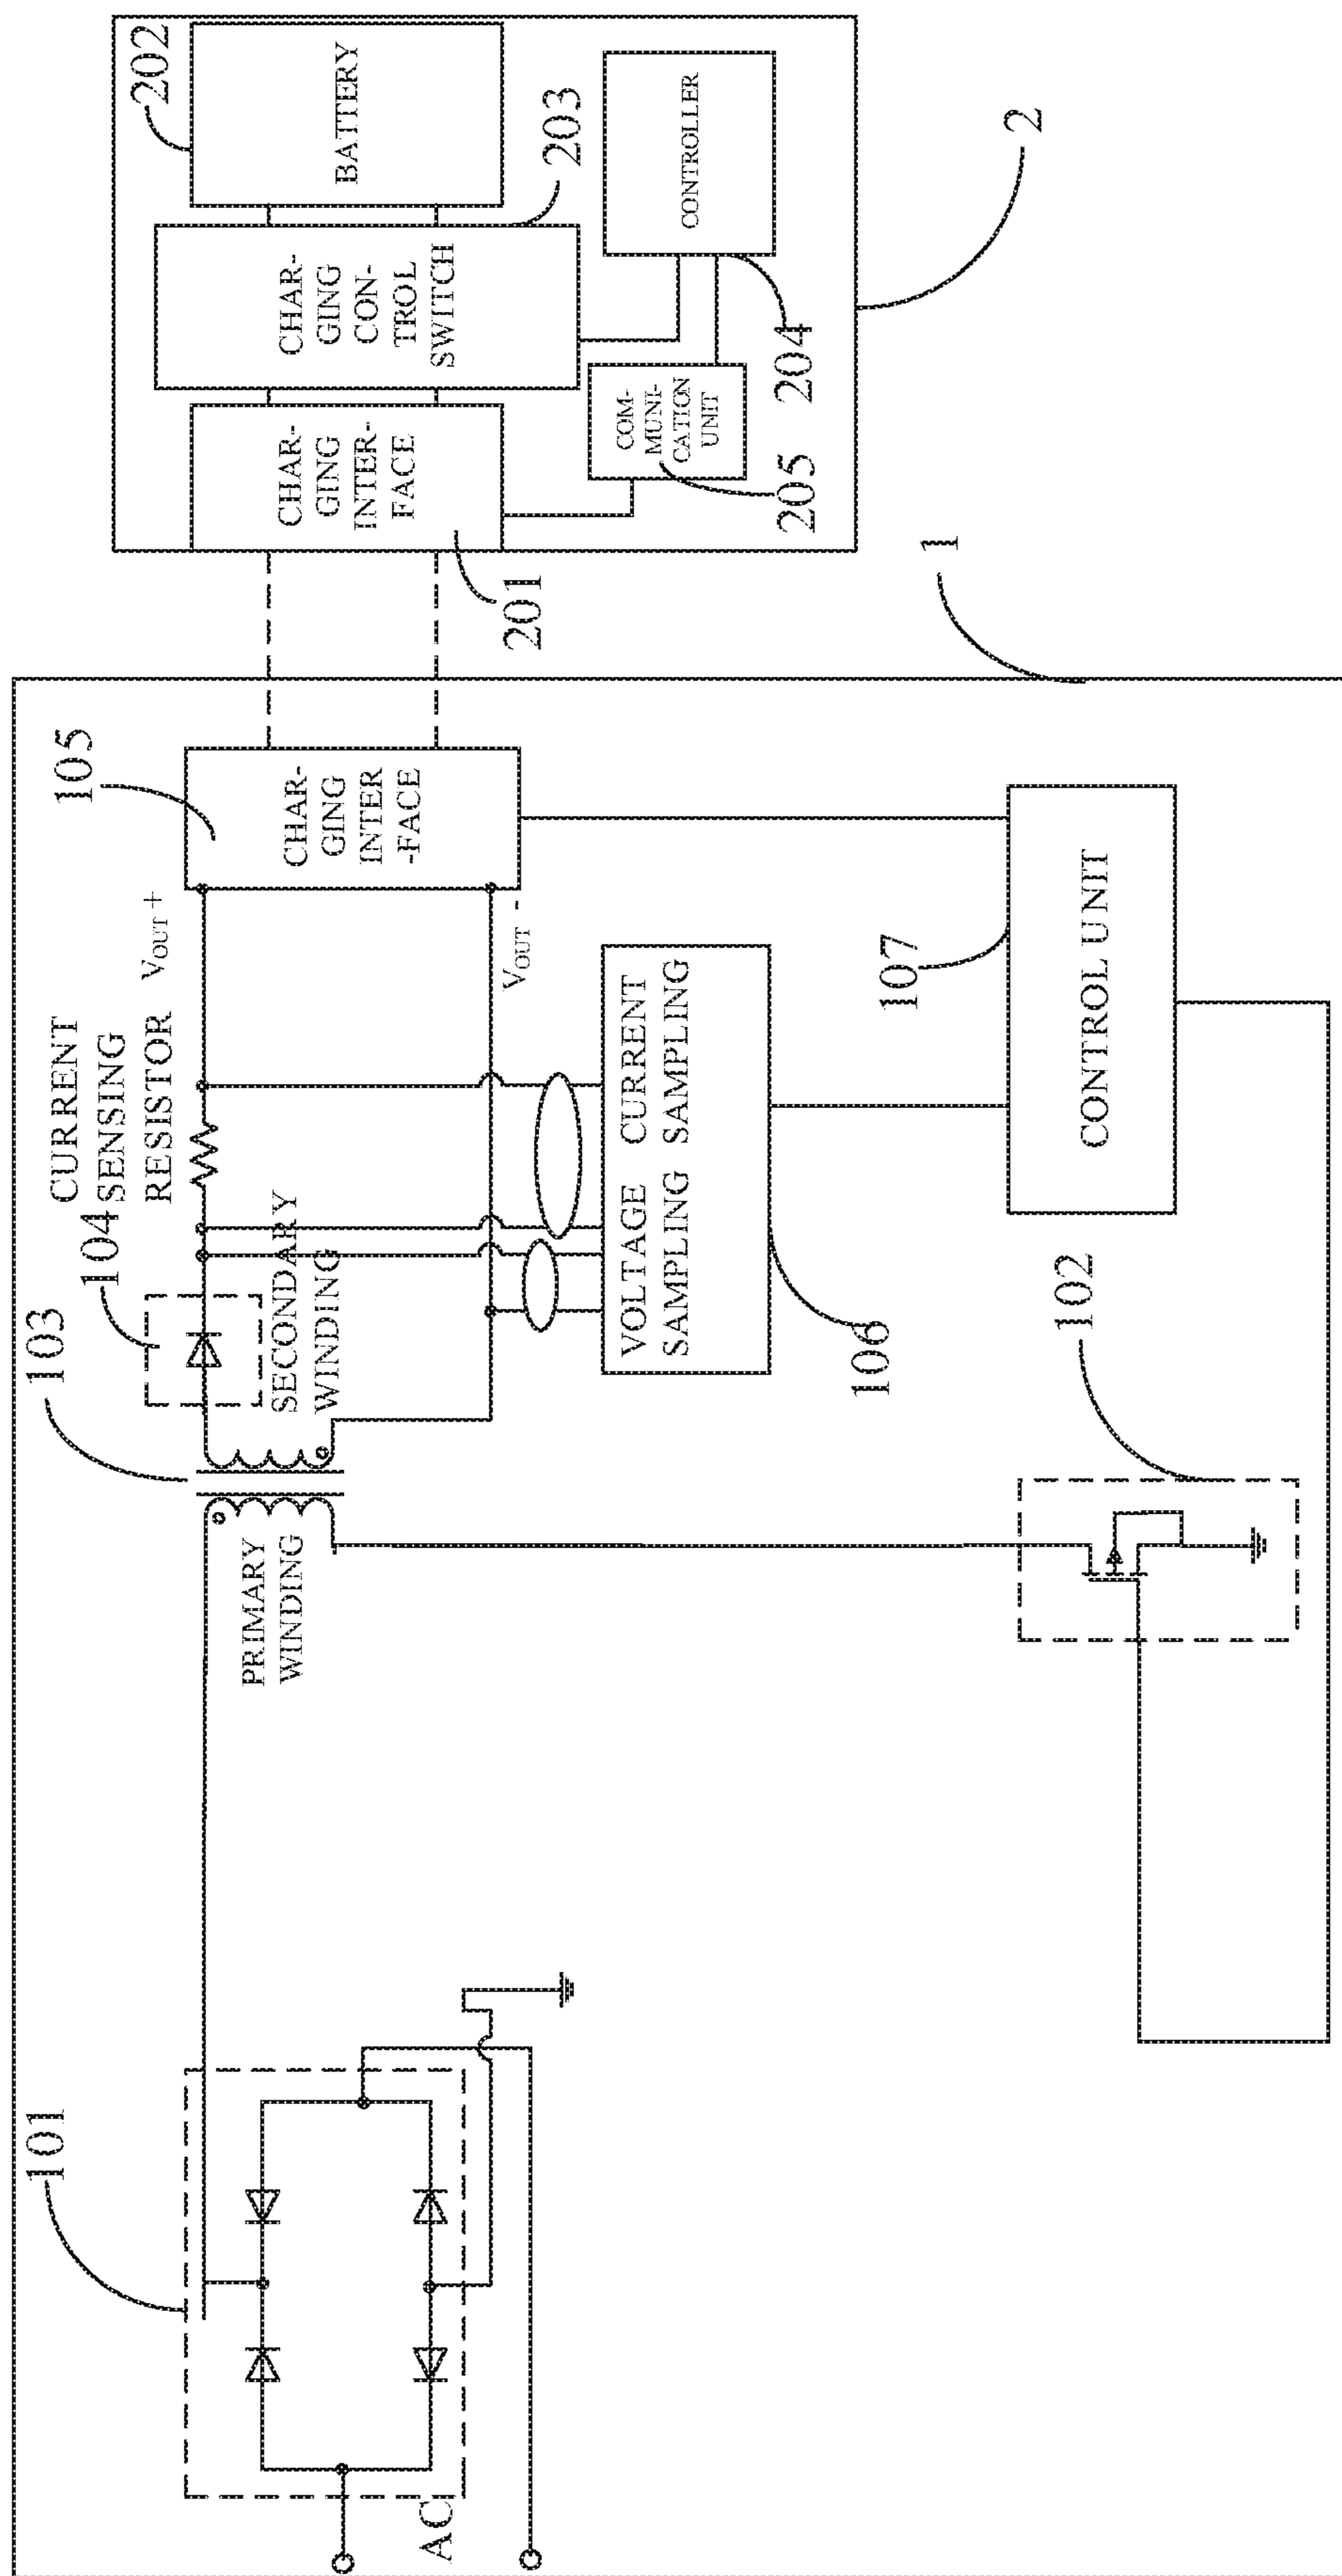 101
AC
PRIMARY
WINDING
103
104
SECONDARY
WINDING
CURRENT
SENSING
RESISTOR
VOUT+
VOUT -
105
CHAR-
GING
INTER
-FACE
VOLTAGE CURRENT
SAMPLING SAMPLING
106
107
CONTROL UNIT
102
1
201
CHAR-
GING
INTER-
FACE
CHAR-
GING
CON-
TROL
SWITCH
203
202
BATTERY
COM-
MUNI-
CATION
UNIT
205
204
CONTROLLER
2